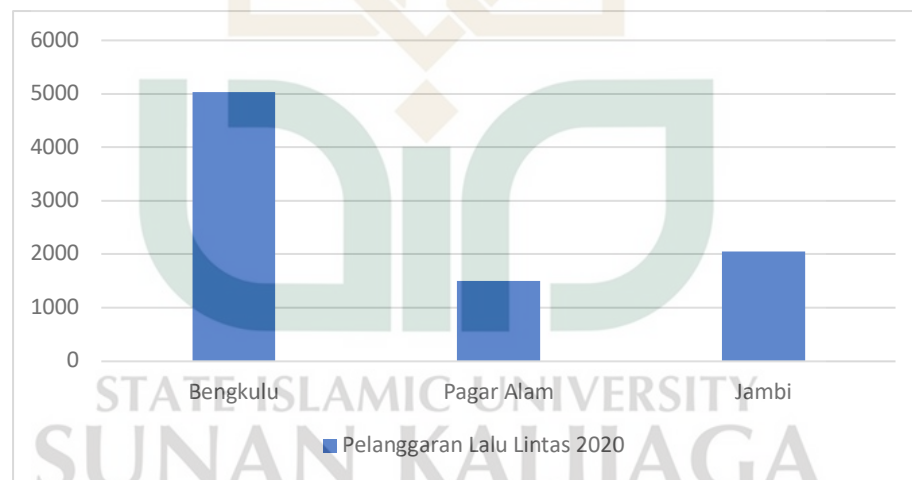 6000
5000
4000
3000
2000
1000
0
Bengkulu Pagar Alam Jambi
STATE ISLAMIC UNIVERSITY
Pelanggaran Lalu Lintas 2020
SUNAN KALIJAGA